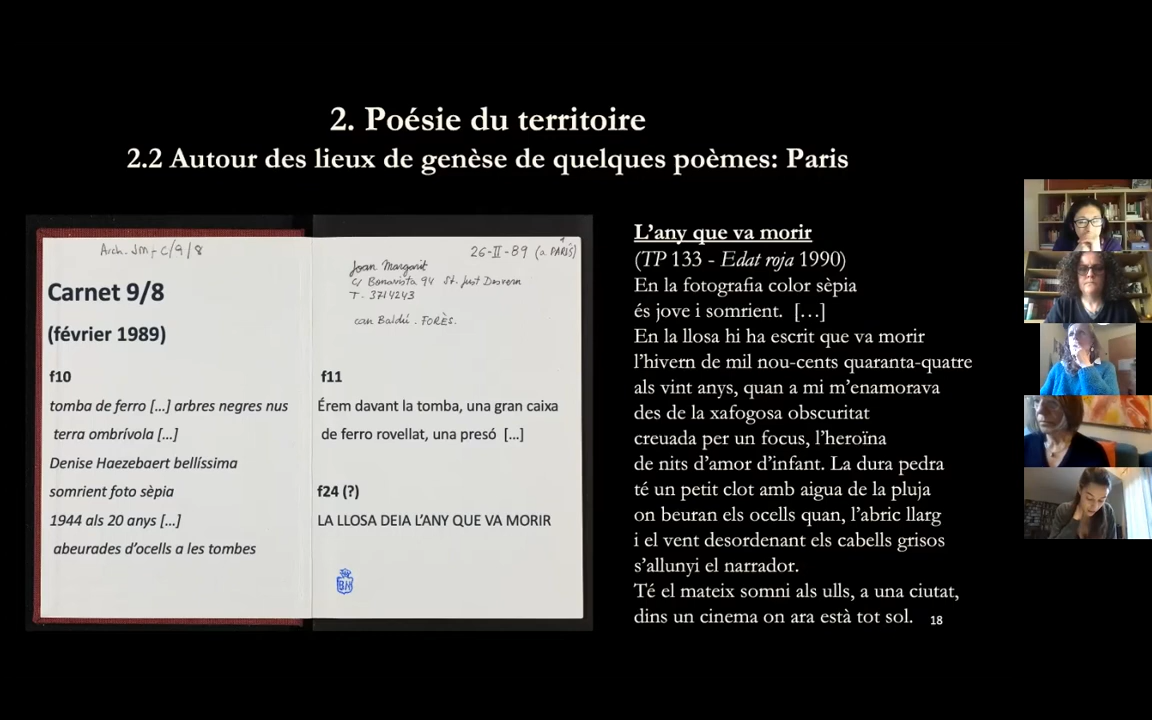 2. Poésie du territoire
2.2 Autour des lieux de genèse de quelques poèmes: Paris
Arch. JM - C/9/8
Carnet 9/8
(février 1989)
f10
tomba de ferro […] arbres negres nus
terra ombrívola […]
Denise Haezebaert bellíssima
somrient foto sèpia
1944 als 20 anys […]
abeurades d’ocells a les tombes
26-II-89 (a PARÍS)
Joan Margarit
c/ Bonavista 94 St. Just Desvern
T. 3714243
can Baldú. FORÈS.
f11
Érem davant la tomba, una gran caixa
de ferro rovellat, una presó […]
f24 (?)
LA LLOSA DEIA L’ANY QUE VA MORIR
BN
L’any que va morir
(TP 133 - Edat roja 1990)
En la fotografia color sèpia
és jove i somrient. […]
En la llosa hi ha escrit que va morir
l’hivern de mil nou-cents quaranta-quatre
als vint anys, quan a mi m’enamorava
des de la xafogosa obscuritat
creuada per un focus, l’heroïna
de nits d’amor d’infant. La dura pedra
té un petit clot amb aigua de la pluja
on beuran els ocells quan, l’abric llarg
i el vent desordenant els cabells grisos
s’allunyi el narrador.
Té el mateix somni als ulls, a una ciutat,
dins un cinema on ara està tot sol.
18